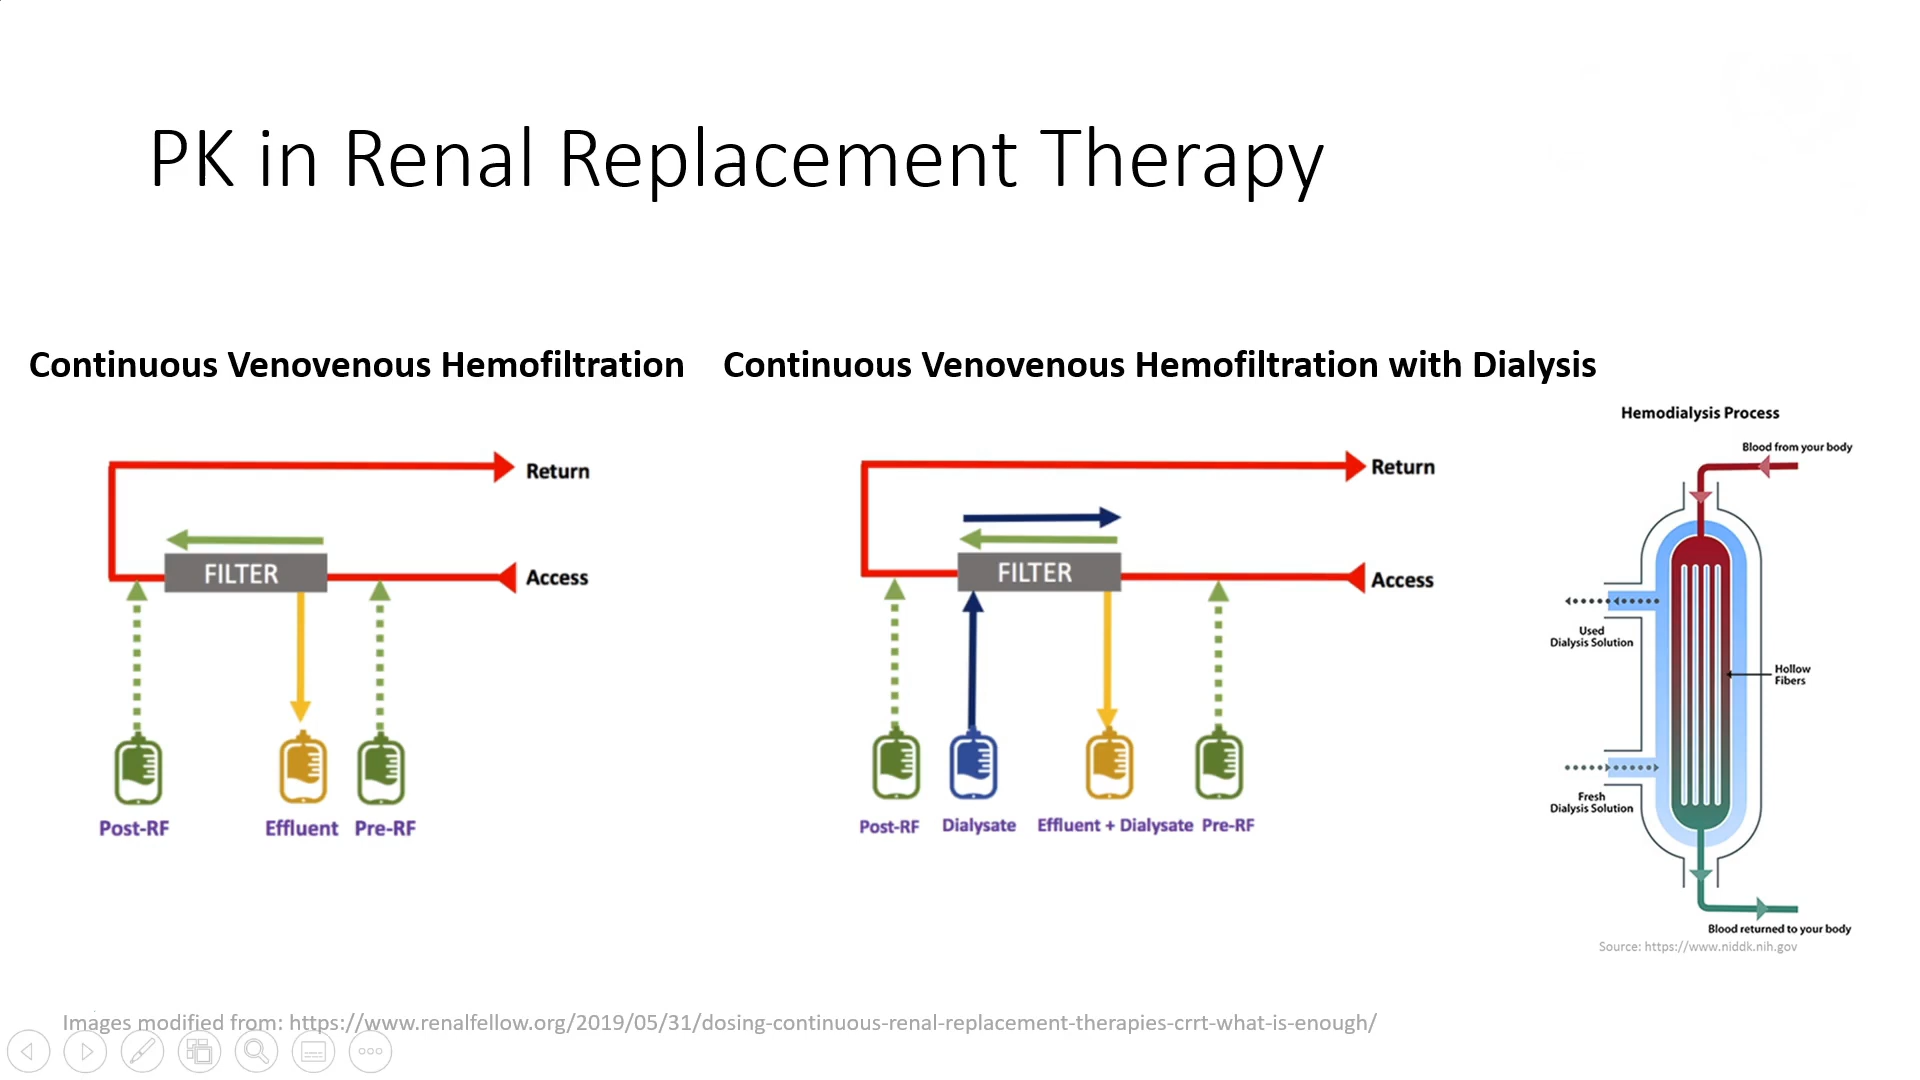 PK in Renal Replacement Therapy
Continuous Venovenous Hemofiltration
Return
FILTER
Access
Post-RF
Effluent
Pre-RF
Continuous Venovenous Hemofiltration with Dialysis
Return
FILTER
Access
Post-RF
Dialysate
Effluent + Dialysate
Pre-RF
Hemodialysis Process
Blood from your body
Used
Dialysis Solution
Hollow
Fibers
Fresh
Dialysis Solution
Blood returned to your body
Source: https://www.niddk.nih.gov
Images modified from: https://www.renalfellow.org/2019/05/31/dosing-continuous-renal-replacement-therapies-crrt-what-is-enough/